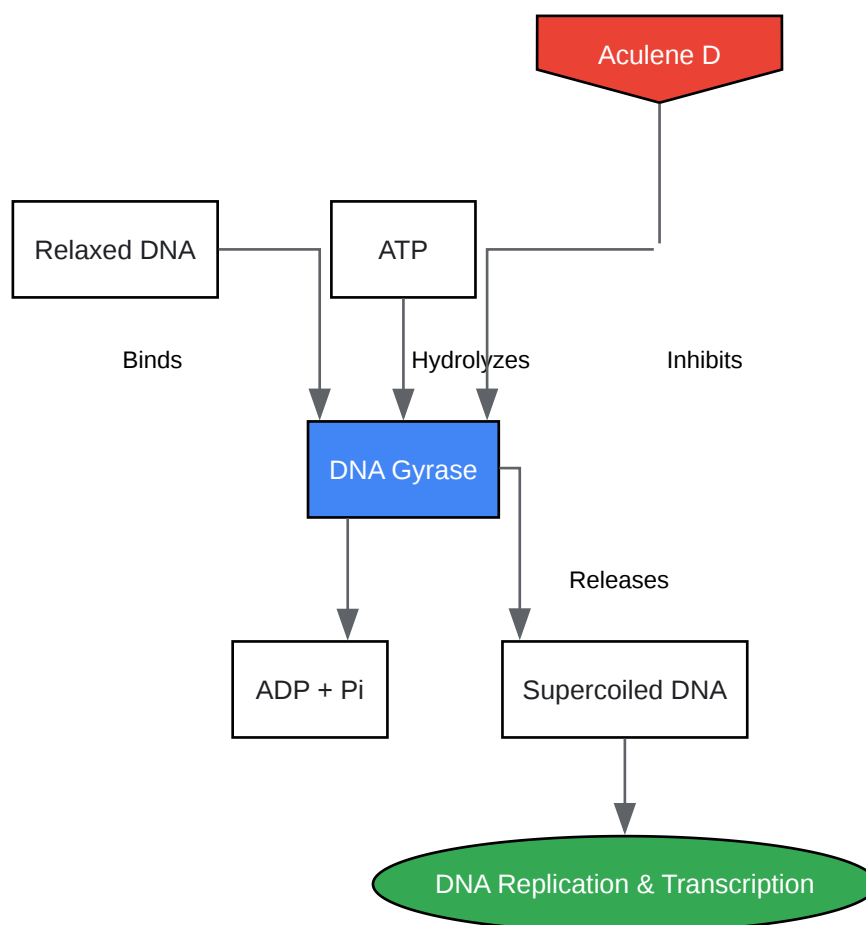 Aculene D
Relaxed DNA
ATP
Binds
Hydrolyzes
Inhibits
DNA Gyrase
Releases
ADP + Pi
Supercoiled DNA
DNA Replication & Transcription